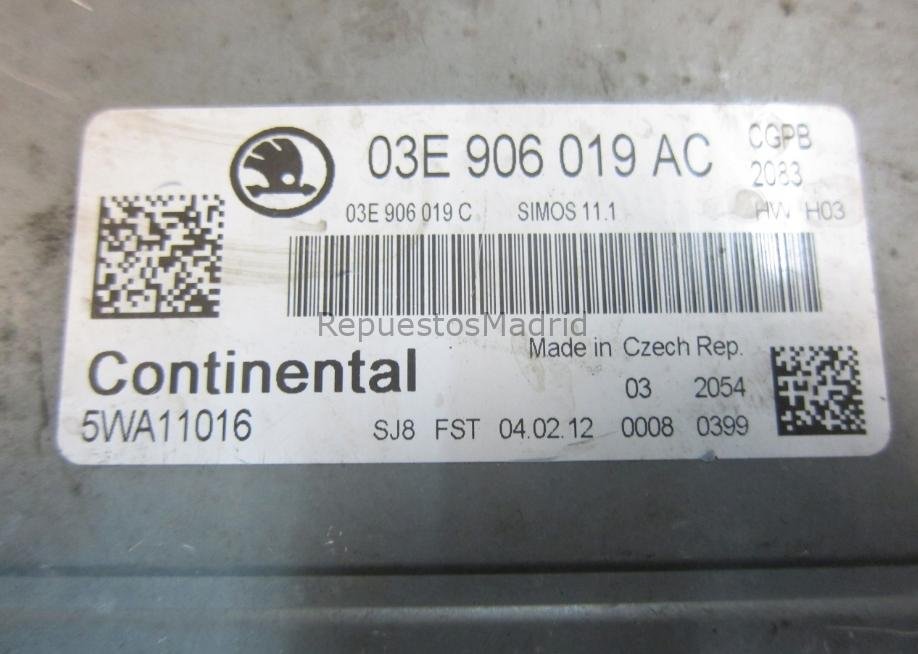 03E 906 019 AC CGPB
2083
03E 906 019 C SIMOS 11.1 HW H03
RepuestosMadrid
Made in Czech Rep.
Continental
03 2054
5WA11016 SJ8 FST 04.02.12 0008 0399